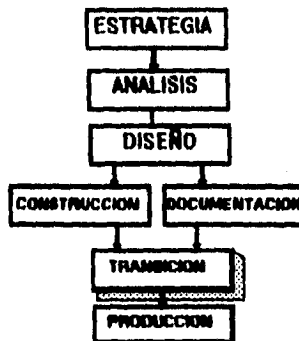 ESTRATEGIA
ANALISIS
DISEÑO
CONSTRUCCION DOCUMENTACION
TRANSICION
PRODUCCION